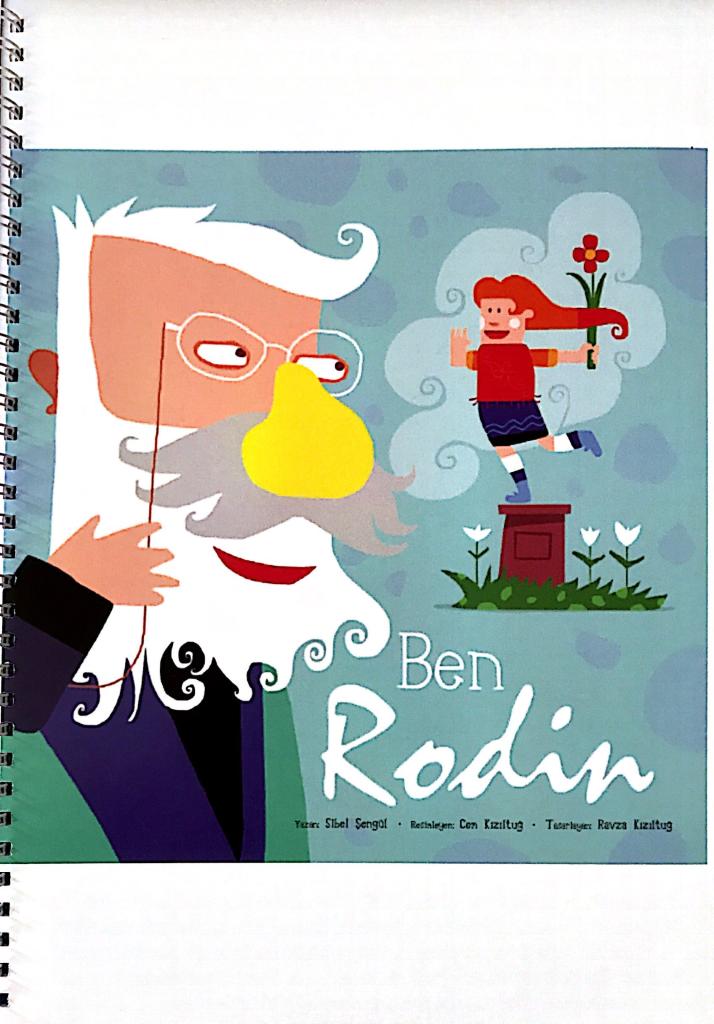 Ben
Rodin
Yazan: Sibel Şengül · Resimleyen: Cem Kızıltuğ · Tasarlayan: Ravza Kızıltuğ